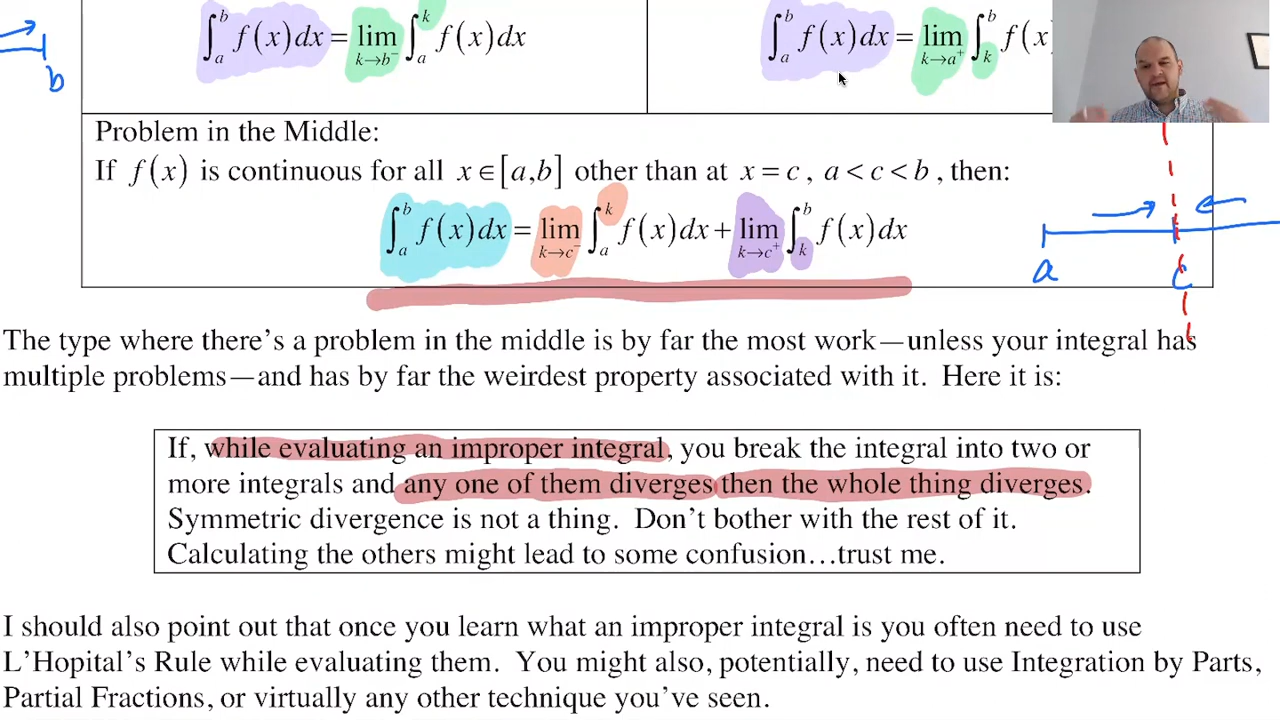 ∫_a^b f(x)dx = lim_{k→b⁻} ∫_a^k f(x)dx
∫_a^b f(x)dx = lim_{k→a⁺} ∫_k^b f(x)
b
Problem in the Middle:
If f(x) is continuous for all x∈[a,b] other than at x = c, a < c < b, then:
∫_a^b f(x)dx = lim_{k→c⁻} ∫_a^k f(x)dx + lim_{k→c⁺} ∫_k^b f(x)dx
a c
The type where there's a problem in the middle is by far the most work—unless your integral has
multiple problems—and has by far the weirdest property associated with it. Here it is:
If, while evaluating an improper integral, you break the integral into two or
more integrals and any one of them diverges then the whole thing diverges.
Symmetric divergence is not a thing. Don't bother with the rest of it.
Calculating the others might lead to some confusion…trust me.
I should also point out that once you learn what an improper integral is you often need to use
L'Hopital's Rule while evaluating them. You might also, potentially, need to use Integration by Parts,
Partial Fractions, or virtually any other technique you've seen.